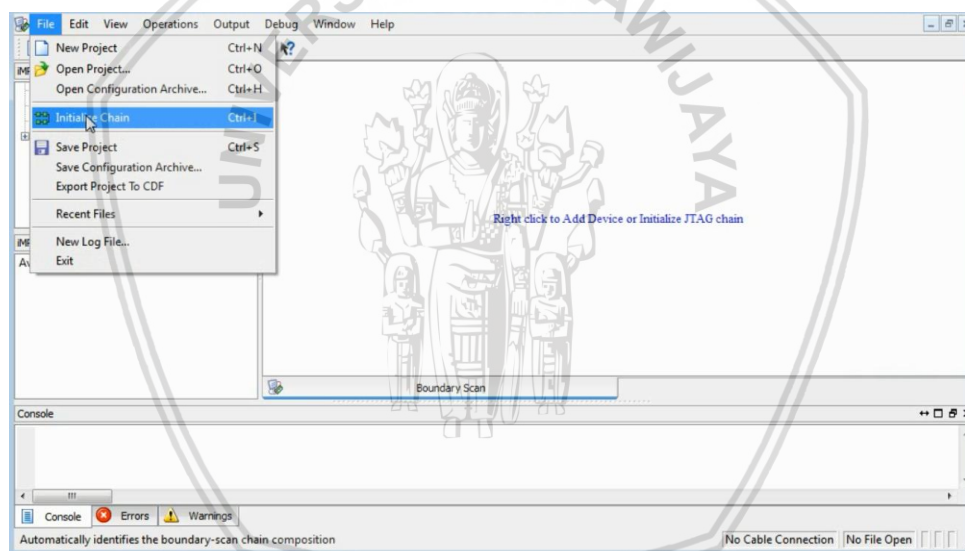 File Edit View Operations Output Debug Window Help
New Project Ctrl+N
Open Project... Ctrl+O
Open Configuration Archive... Ctrl+H
Initialize Chain Ctrl+I
Save Project Ctrl+S
Save Configuration Archive...
Export Project To CDF
Recent Files
New Log File...
Exit
Right click to Add Device or Initialize JTAG chain
Boundary Scan
Console
Console Errors Warnings
Automatically identifies the boundary-scan chain composition No Cable Connection No File Open